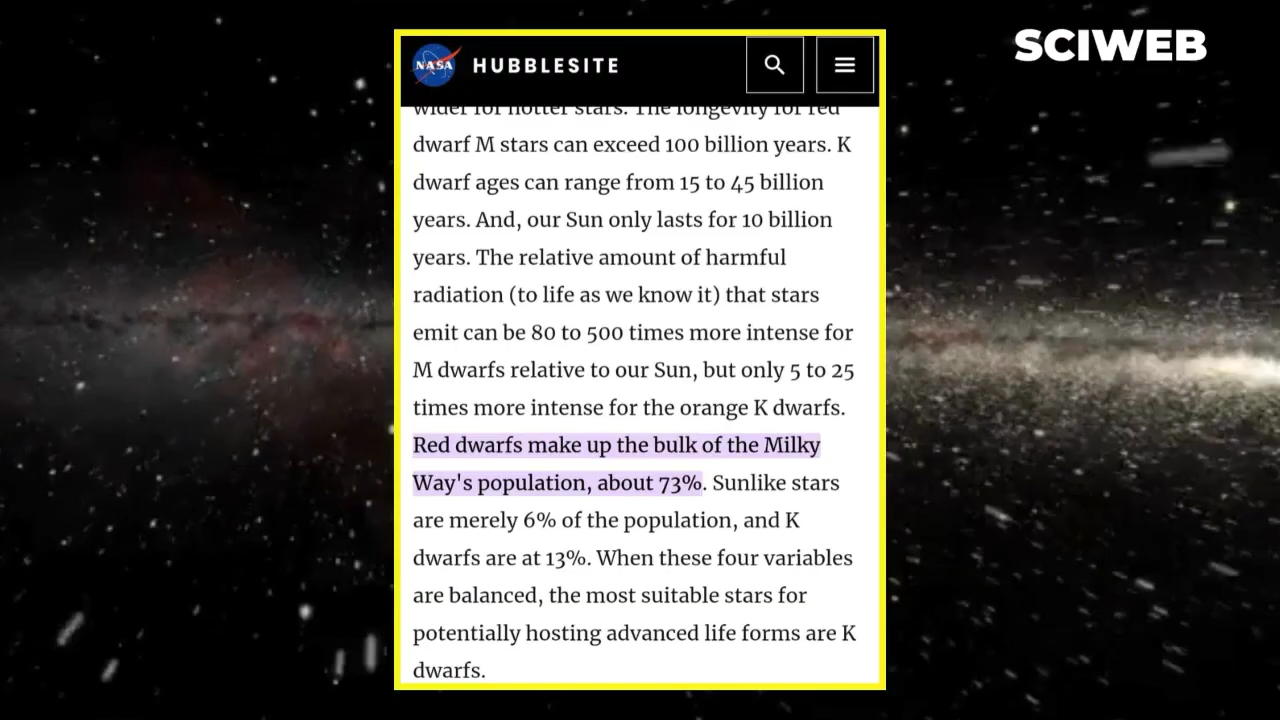 SCIWEB
NASA
HUBBLESITE
wider for hotter stars. The longevity for red
dwarf M stars can exceed 100 billion years. K
dwarf ages can range from 15 to 45 billion
years. And, our Sun only lasts for 10 billion
years. The relative amount of harmful
radiation (to life as we know it) that stars
emit can be 80 to 500 times more intense for
M dwarfs relative to our Sun, but only 5 to 25
times more intense for the orange K dwarfs.
Red dwarfs make up the bulk of the Milky
Way's population, about 73%. Sunlike stars
are merely 6% of the population, and K
dwarfs are at 13%. When these four variables
are balanced, the most suitable stars for
potentially hosting advanced life forms are K
dwarfs.